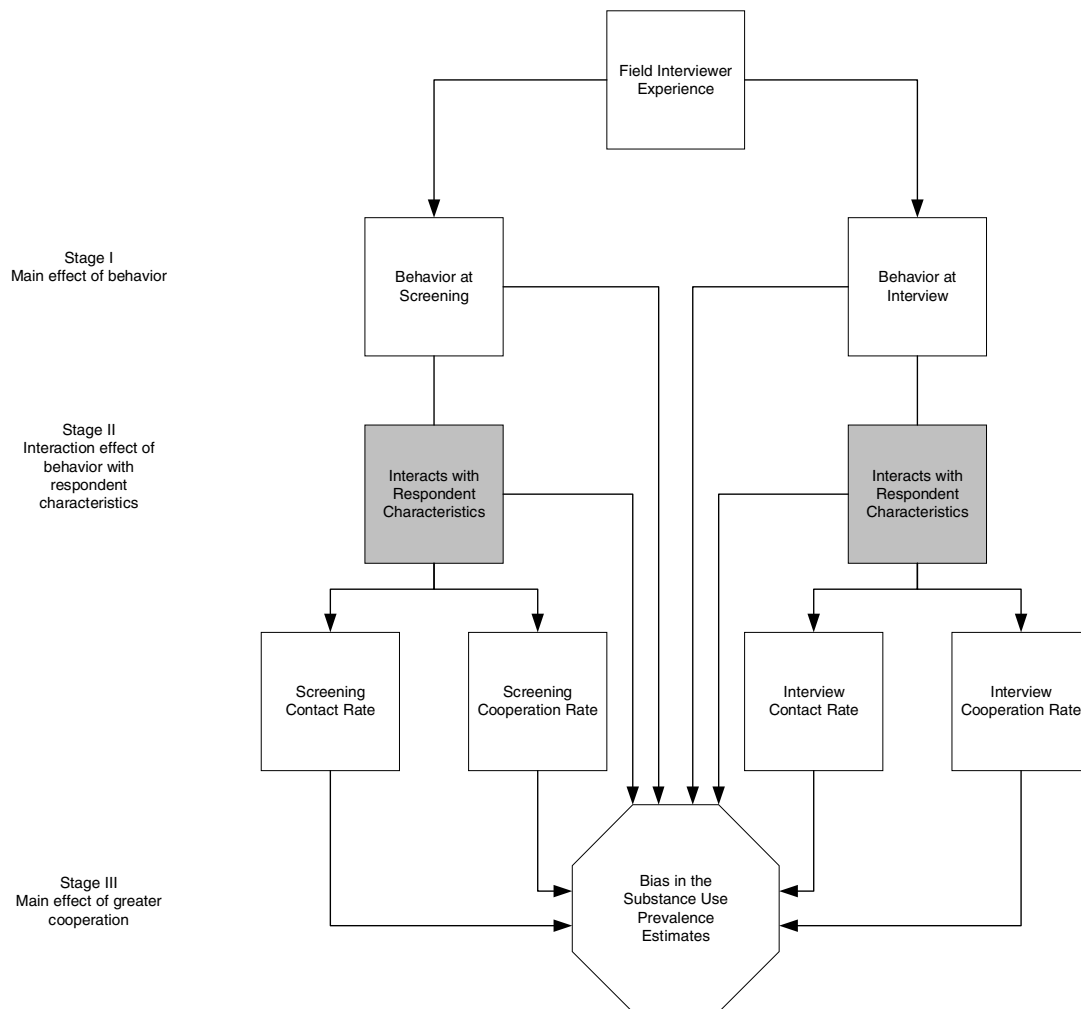 Field Interviewer
Experience
Stage I
Main effect of behavior
Behavior at
Screening
Behavior at
Interview
Stage II
Interaction effect of
behavior with
respondent
characteristics
Interacts with
Respondent
Characteristics
Interacts with
Respondent
Characteristics
Screening
Contact Rate
Screening
Cooperation Rate
Interview
Contact Rate
Interview
Cooperation Rate
Stage III
Main effect of greater
cooperation
Bias in the
Substance Use
Prevalence
Estimates